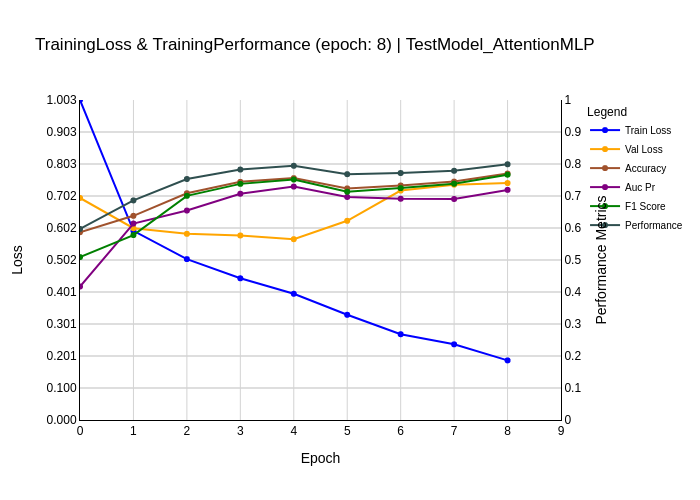 TrainingLoss & TrainingPerformance (epoch: 8) | TestModel_AttentionMLP
1.003
0.903
0.803
0.702
0.602
0.502
0.401
0.301
0.201
0.100
0.000
Loss
0 1 2 3 4 5 6 7 8 9
Epoch
1
0.9
0.8
0.7
0.6
0.5
0.4
0.3
0.2
0.1
0
Performance Metrics
Legend
Train Loss
Val Loss
Accuracy
Auc Pr
F1 Score
Performance